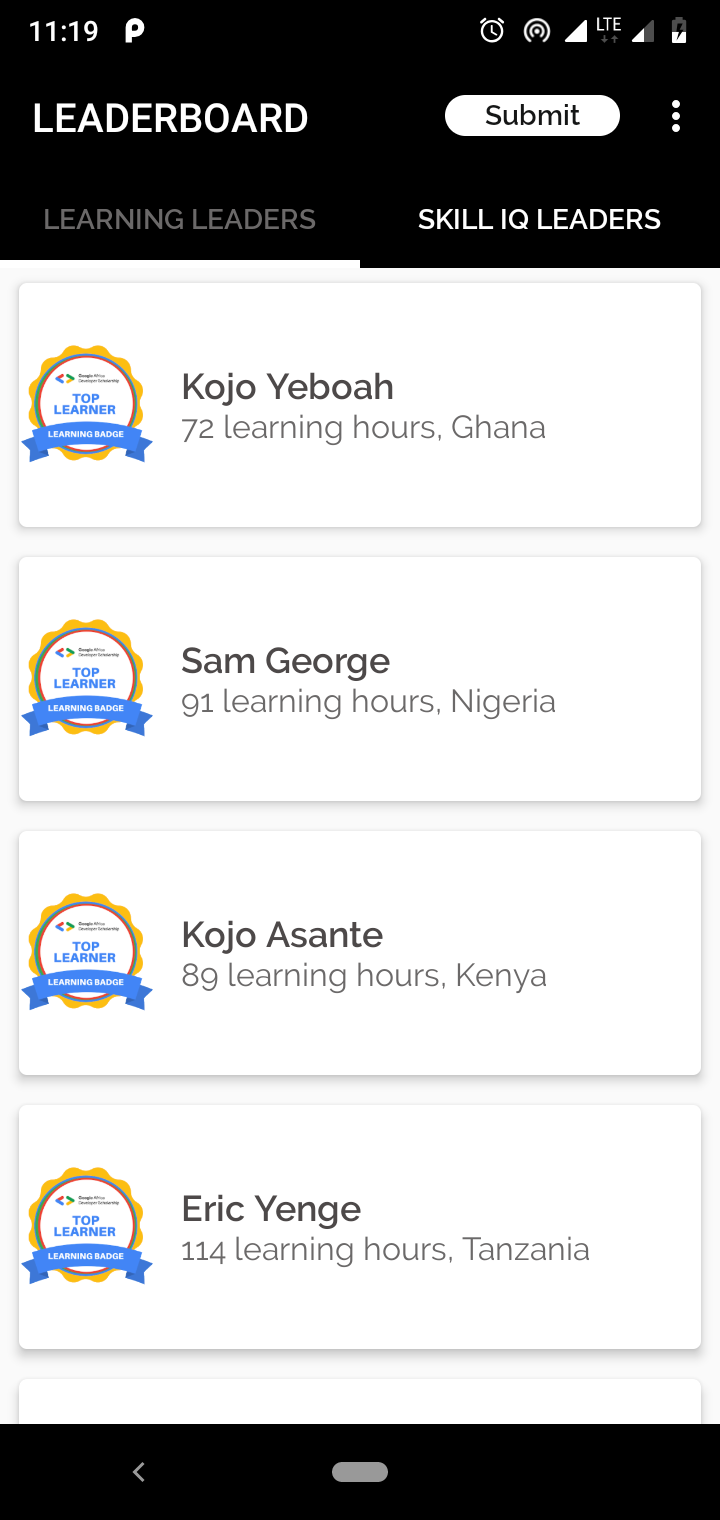 11:19
LTE
LEADERBOARD
Submit
LEARNING LEADERS
SKILL IQ LEADERS
Google Africa
Developer Scholarship
TOP
LEARNER
LEARNING BADGE
Kojo Yeboah
72 learning hours, Ghana
Google Africa
Developer Scholarship
TOP
LEARNER
LEARNING BADGE
Sam George
91 learning hours, Nigeria
Google Africa
Developer Scholarship
TOP
LEARNER
LEARNING BADGE
Kojo Asante
89 learning hours, Kenya
Google Africa
Developer Scholarship
TOP
LEARNER
LEARNING BADGE
Eric Yenge
114 learning hours, Tanzania